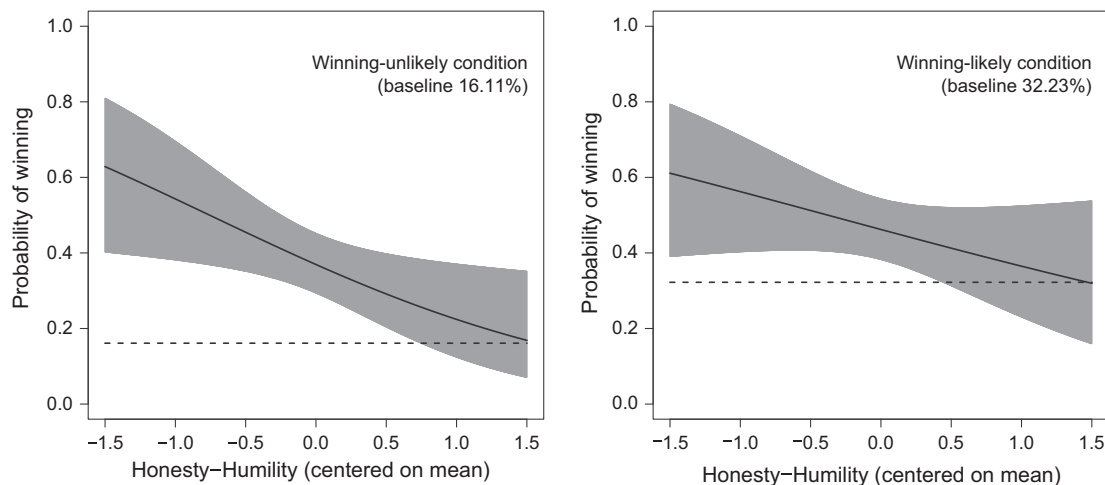 Winning-unlikely condition
(baseline 16.11%)
Probability of winning
1.0
0.8
0.6
0.4
0.2
0.0
−1.5 −1.0 −0.5 0.0 0.5 1.0 1.5
Honesty−Humility (centered on mean)
Winning-likely condition
(baseline 32.23%)
Probability of winning
1.0
0.8
0.6
0.4
0.2
0.0
−1.5 −1.0 −0.5 0.0 0.5 1.0 1.5
Honesty−Humility (centered on mean)